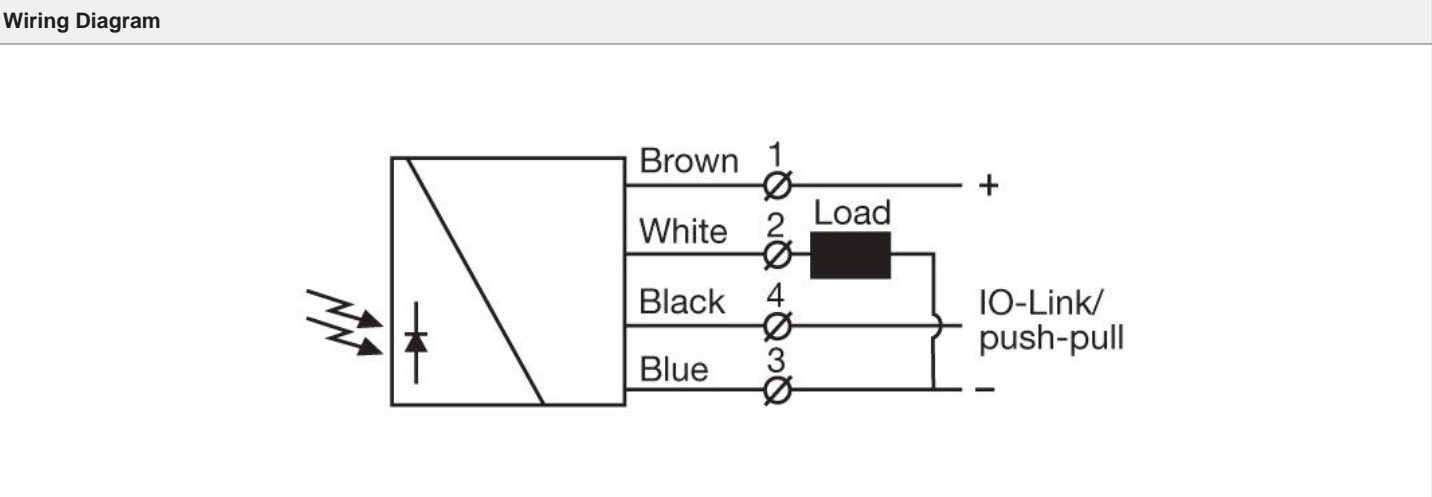 Wiring Diagram
Brown 1
+
White 2 Load
Black 4
IO-Link/
push-pull
Blue 3
–